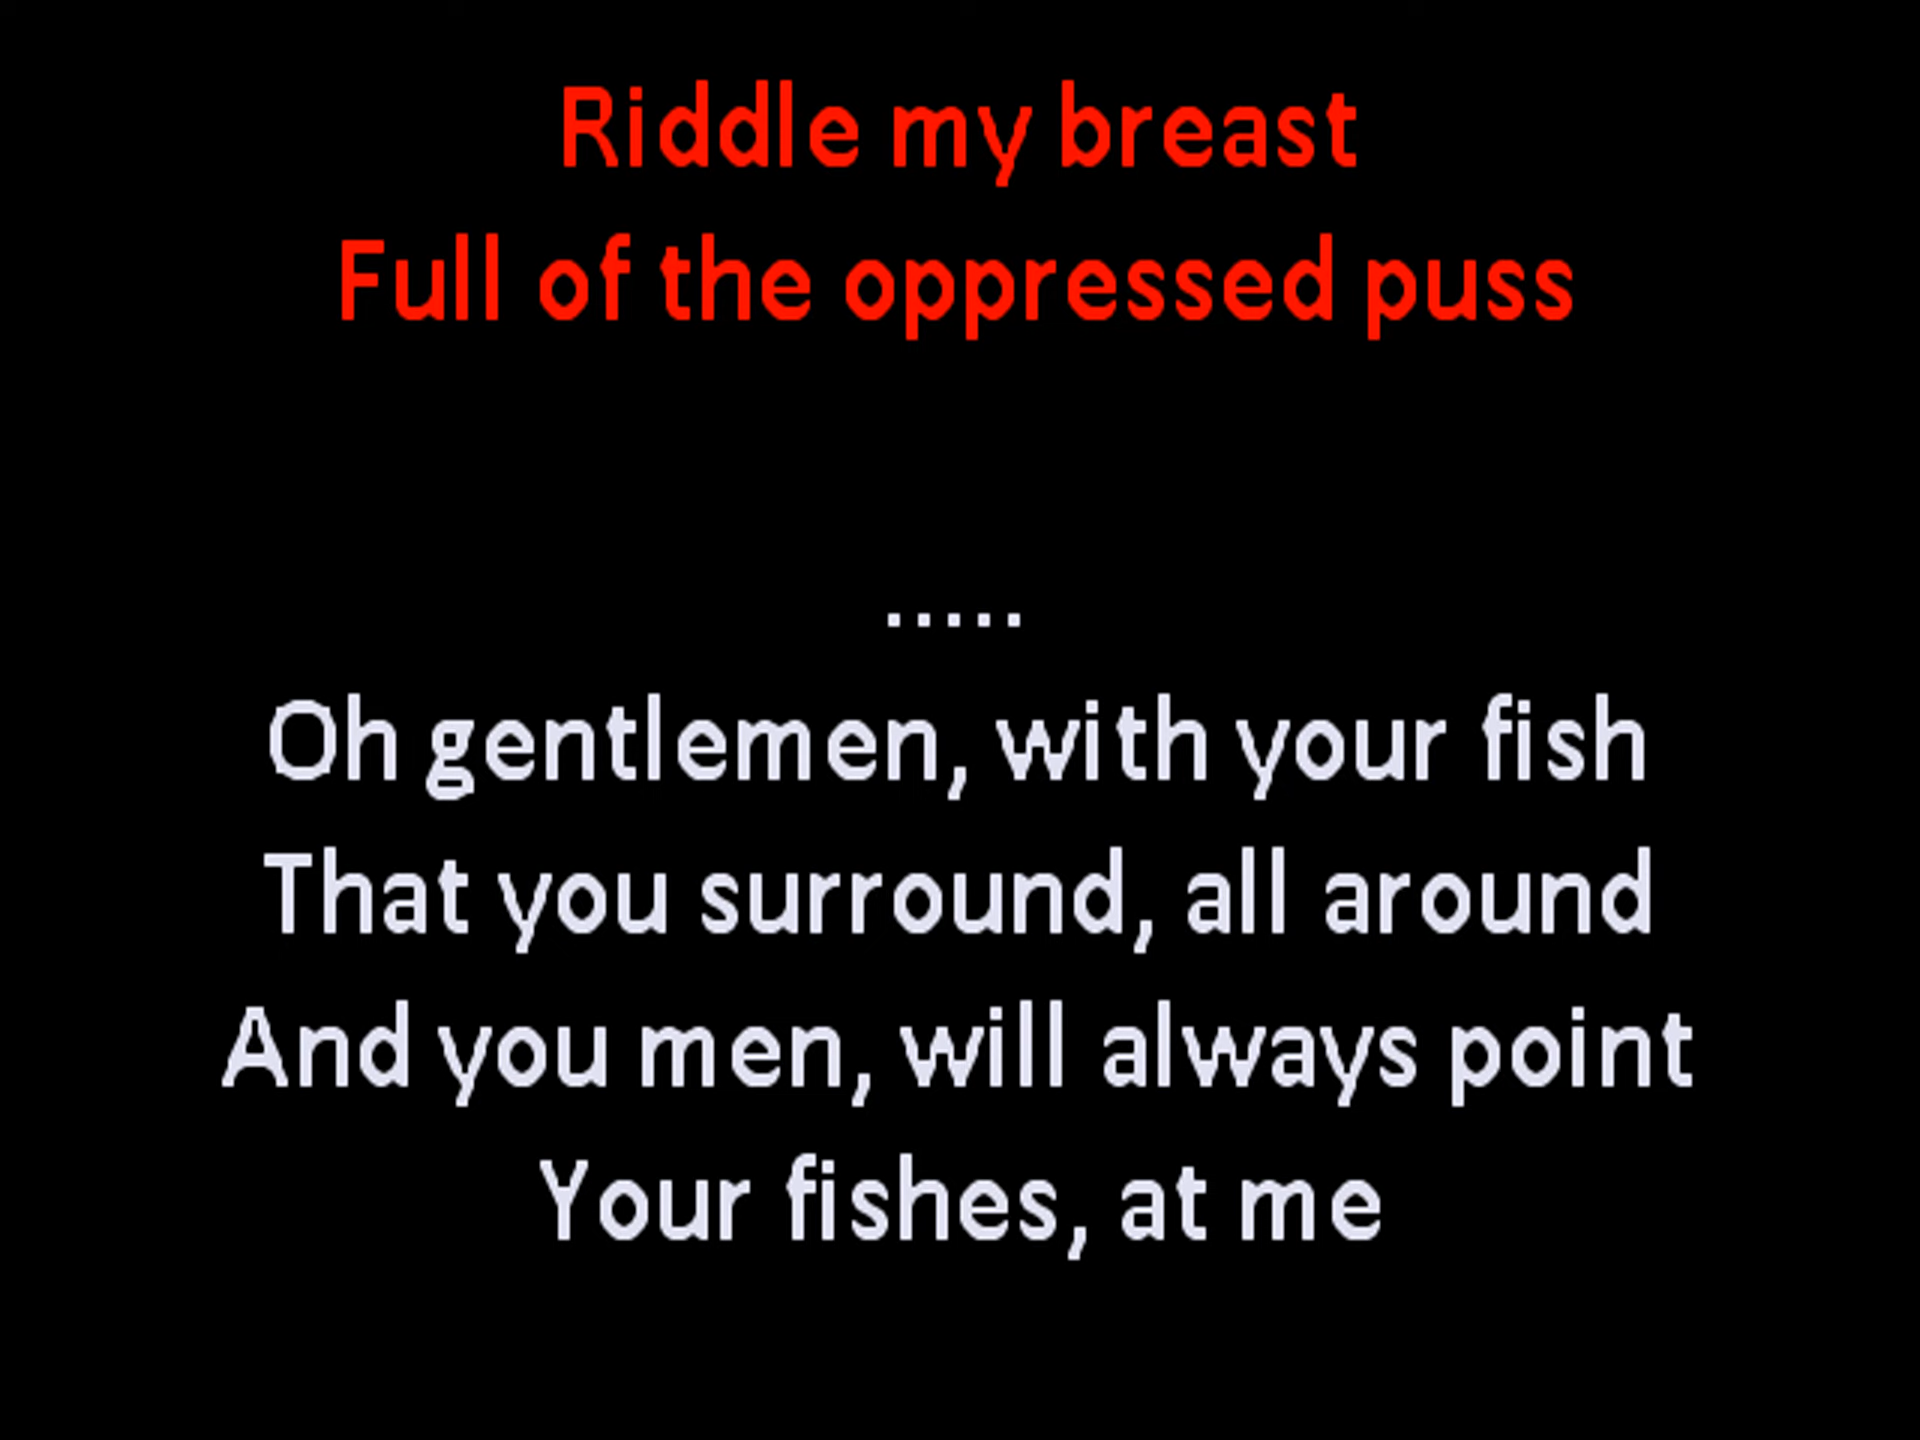 Riddle my breast
Full of the oppressed puss
.....
Oh gentlemen, with your fish
That you surround, all around
And you men, will always point
Your fishes, at me